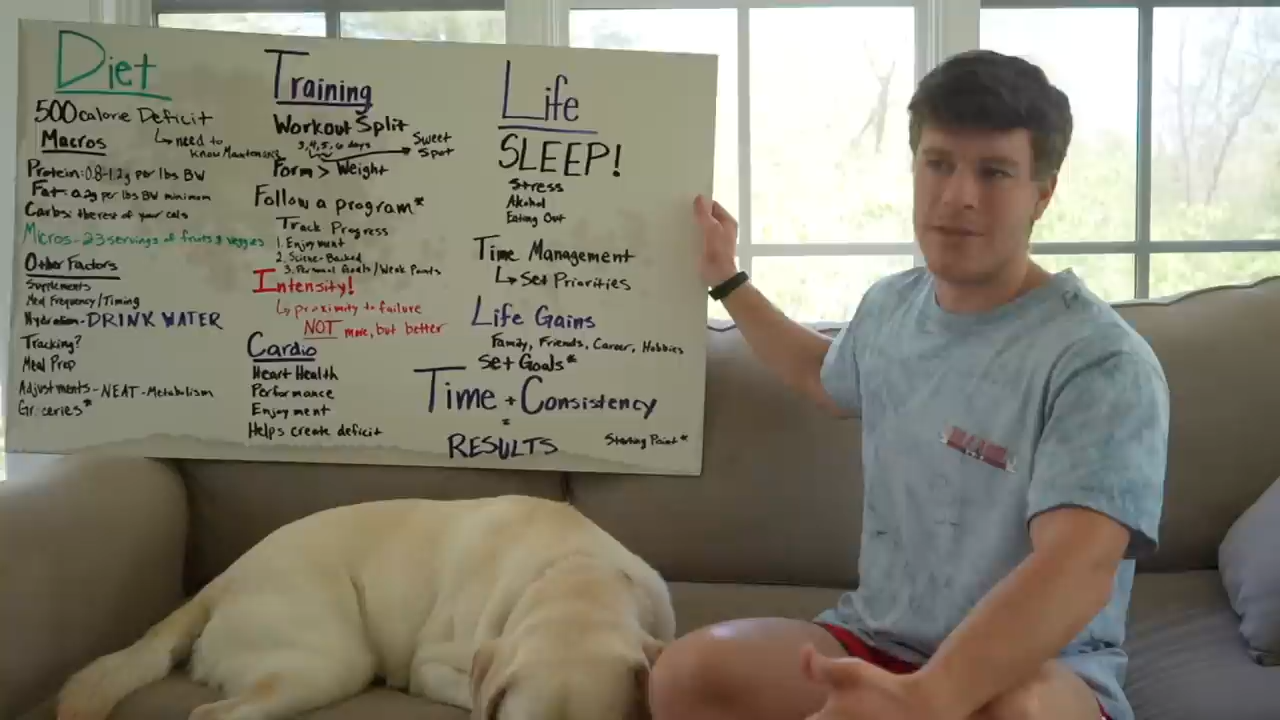 Diet
500 calorie Deficit
↳ need to
know Maintenance
Macros
Protein: 0.8-1.2g per lbs BW
Fat: 0.2g per lbs BW minimum
Carbs: the rest of your cals
Micros - 23 servings of fruits & veggies
Other Factors
Supplements
Meal Frequency/Timing
Hydration - DRINK WATER
Tracking?
Meal Prep
Adjustments - NEAT - Metabolism
Groceries*
Training
Workout Split
3, 4, 5, 6 days
Sweet
Spot
Form > Weight
Follow a program*
Track Progress
1. Enjoyment
2. Science-Backed
3. Personal Goals/Weak Points
Intensity!
↳ proximity to failure
NOT more, but better
Cardio
Heart Health
Performance
Enjoyment
Helps create deficit
Life
SLEEP!
Stress
Alcohol
Eating Out
Time Management
↳ Set Priorities
Life Gains
Family, Friends, Career, Hobbies
Set Goals*
Time + Consistency
=
RESULTS
Starting Point*